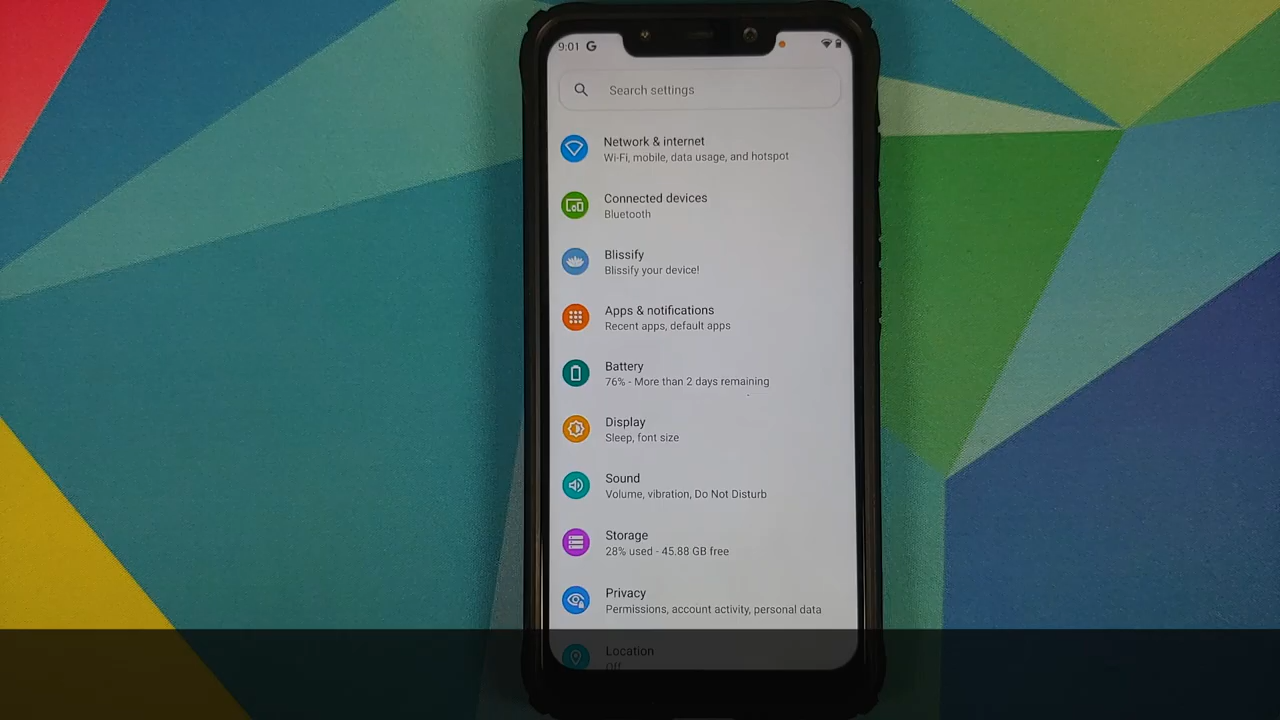 9:01 G
Search settings
Network & internet
Wi-Fi, mobile, data usage, and hotspot
Connected devices
Bluetooth
Blissify
Blissify your device!
Apps & notifications
Recent apps, default apps
Battery
76% - More than 2 days remaining
Display
Sleep, font size
Sound
Volume, vibration, Do Not Disturb
Storage
28% used - 45.88 GB free
Privacy
Permissions, account activity, personal data
Location
Off